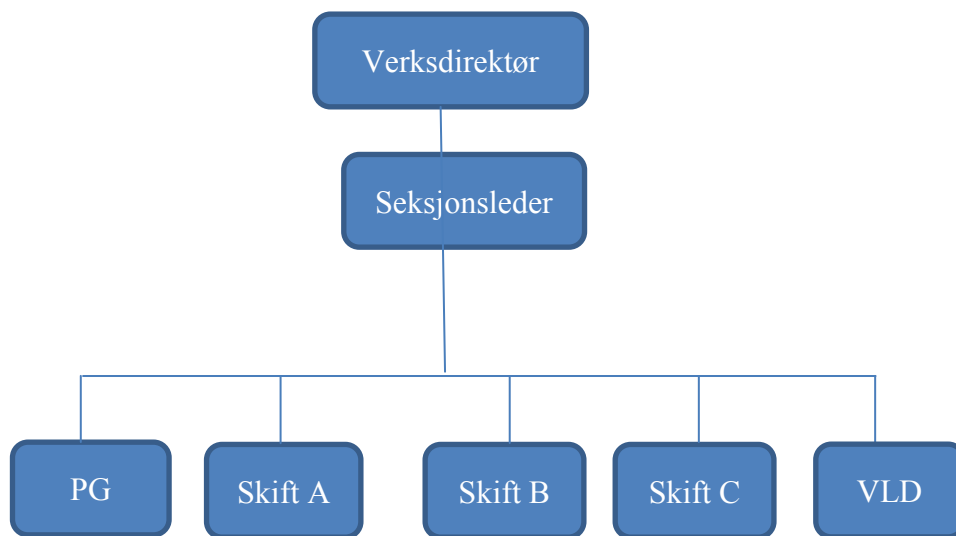 Verksdirektør
Seksjonsleder
PG
Skift A
Skift B
Skift C
VLD